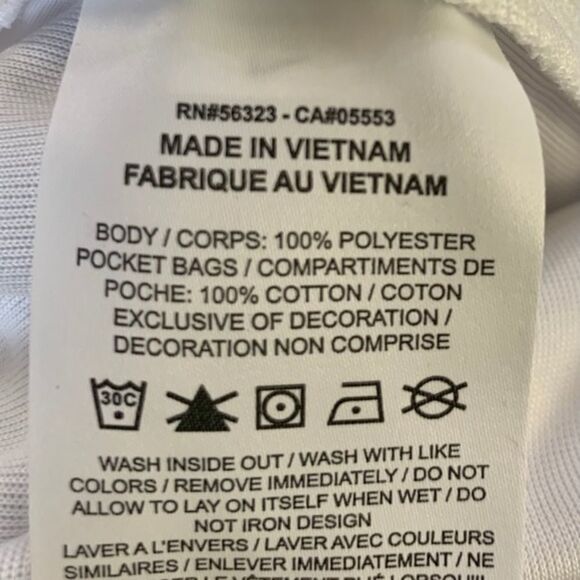 RN#56323 - CA#05553
MADE IN VIETNAM
FABRIQUE AU VIETNAM
BODY / CORPS: 100% POLYESTER
POCKET BAGS / COMPARTIMENTS DE
POCHE: 100% COTTON / COTON
EXCLUSIVE OF DECORATION /
DECORATION NON COMPRISE
30C
WASH INSIDE OUT / WASH WITH LIKE
COLORS / REMOVE IMMEDIATELY / DO NOT
ALLOW TO LAY ON ITSELF WHEN WET / DO
NOT IRON DESIGN
LAVER A L'ENVERS / LAVER AVEC COULEURS
SIMILAIRES / ENLEVER IMMEDIATEMENT / NE
LE VÊTEMENT